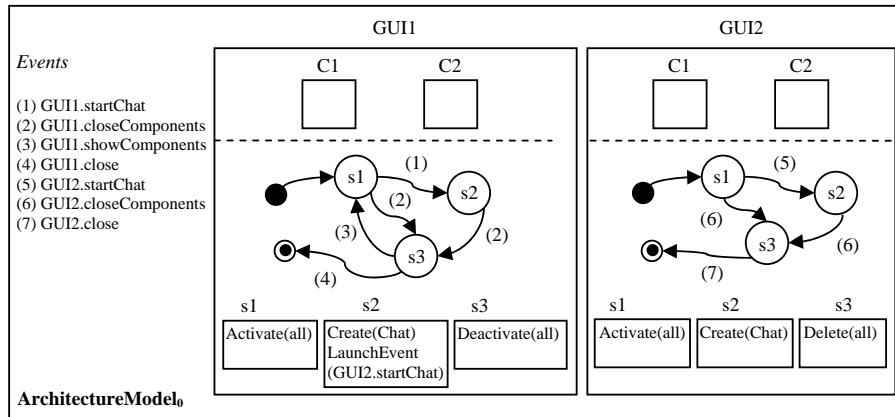 GUI1
GUI2
Events
(1) GUI1.startChat
(2) GUI1.closeComponents
(3) GUI1.showComponents
(4) GUI1.close
(5) GUI2.startChat
(6) GUI2.closeComponents
(7) GUI2.close
C1
C2
s1
(1)
s2
(2)
(2)
(3)
s3
(4)
s1
s2
s3
Activate(all)
Create(Chat)
LaunchEvent
(GUI2.startChat)
Deactivate(all)
C1
C2
s1
(5)
s2
(6)
(6)
s3
(7)
s1
s2
s3
Activate(all)
Create(Chat)
Delete(all)
ArchitectureModel₀